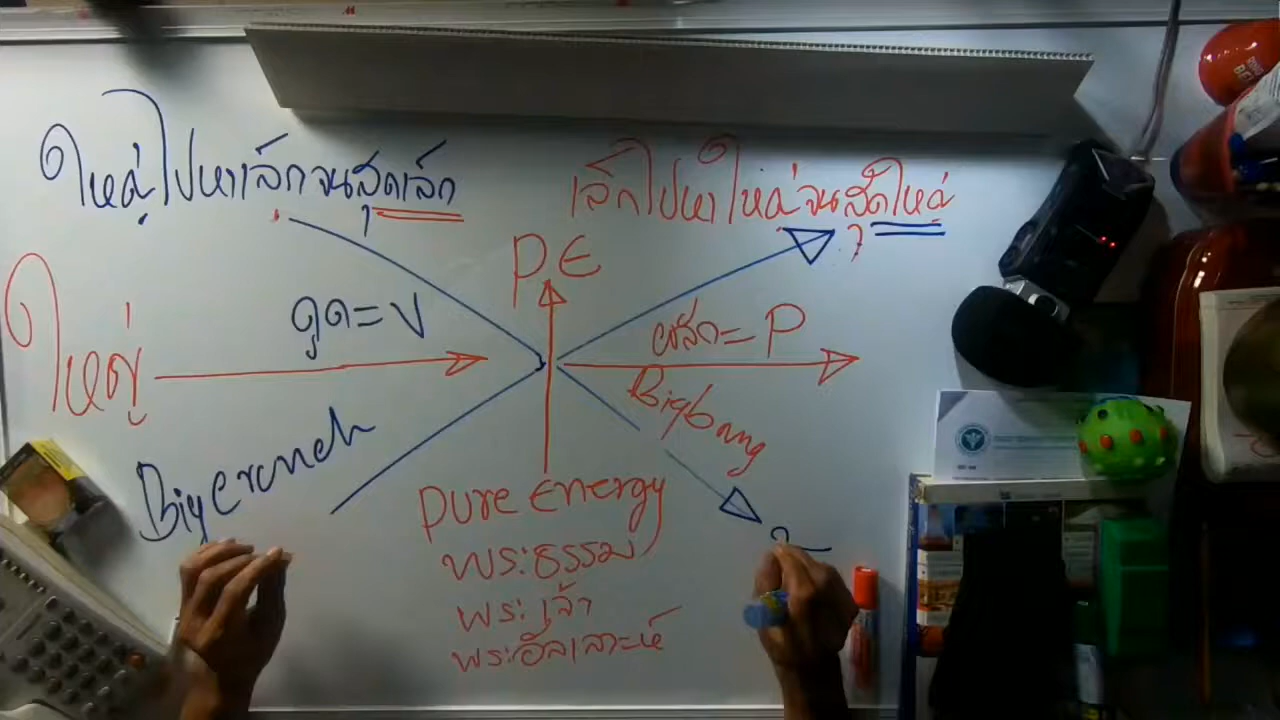 ใหญ่ไปหาเล็กจนสุดเล็ก
เล็กไปหาใหญ่จนสุดใหญ่
PE
ใหญ่
ดูด=V
ผลัก=P
Bigbang
Bigcrunch
pure Energy
พระธรรม
พระเจ้า
พระอัลเลาะห์